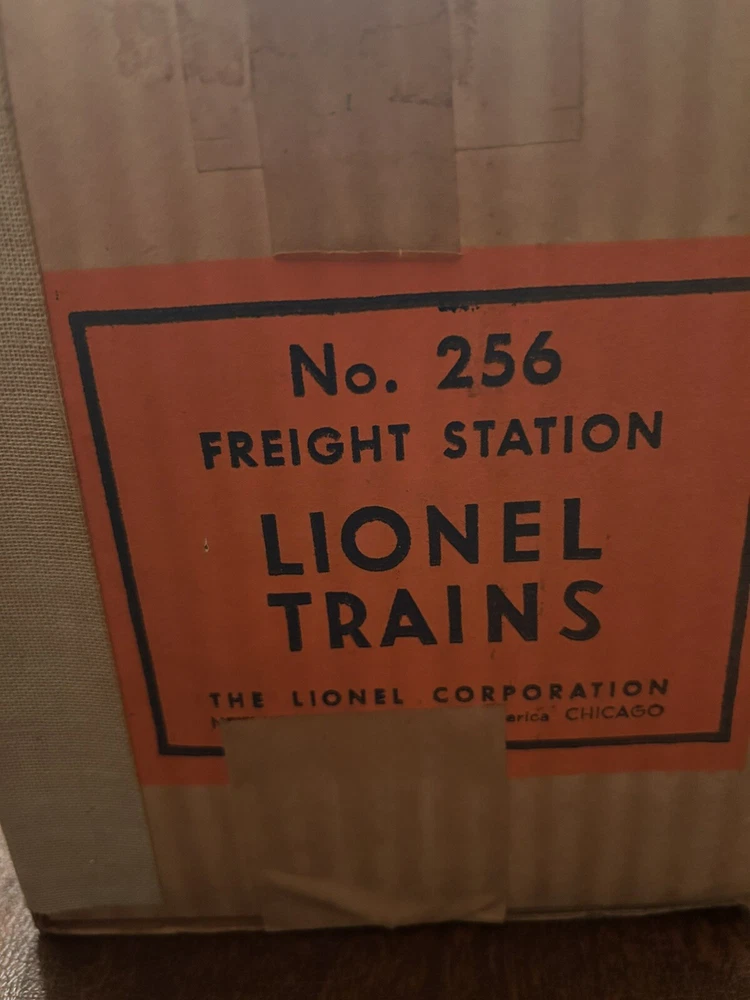 No. 256
FREIGHT STATION
LIONEL
TRAINS
THE LIONEL CORPORATION
CHICAGO